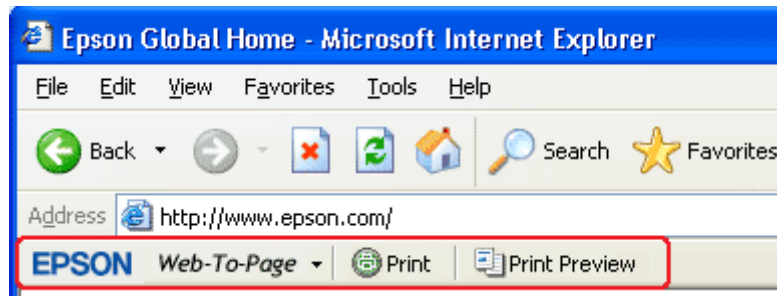 Epson Global Home - Microsoft Internet Explorer
File Edit View Favorites Tools Help
Back Search Favorites
Address http://www.epson.com/
EPSON Web-To-Page Print Print Preview